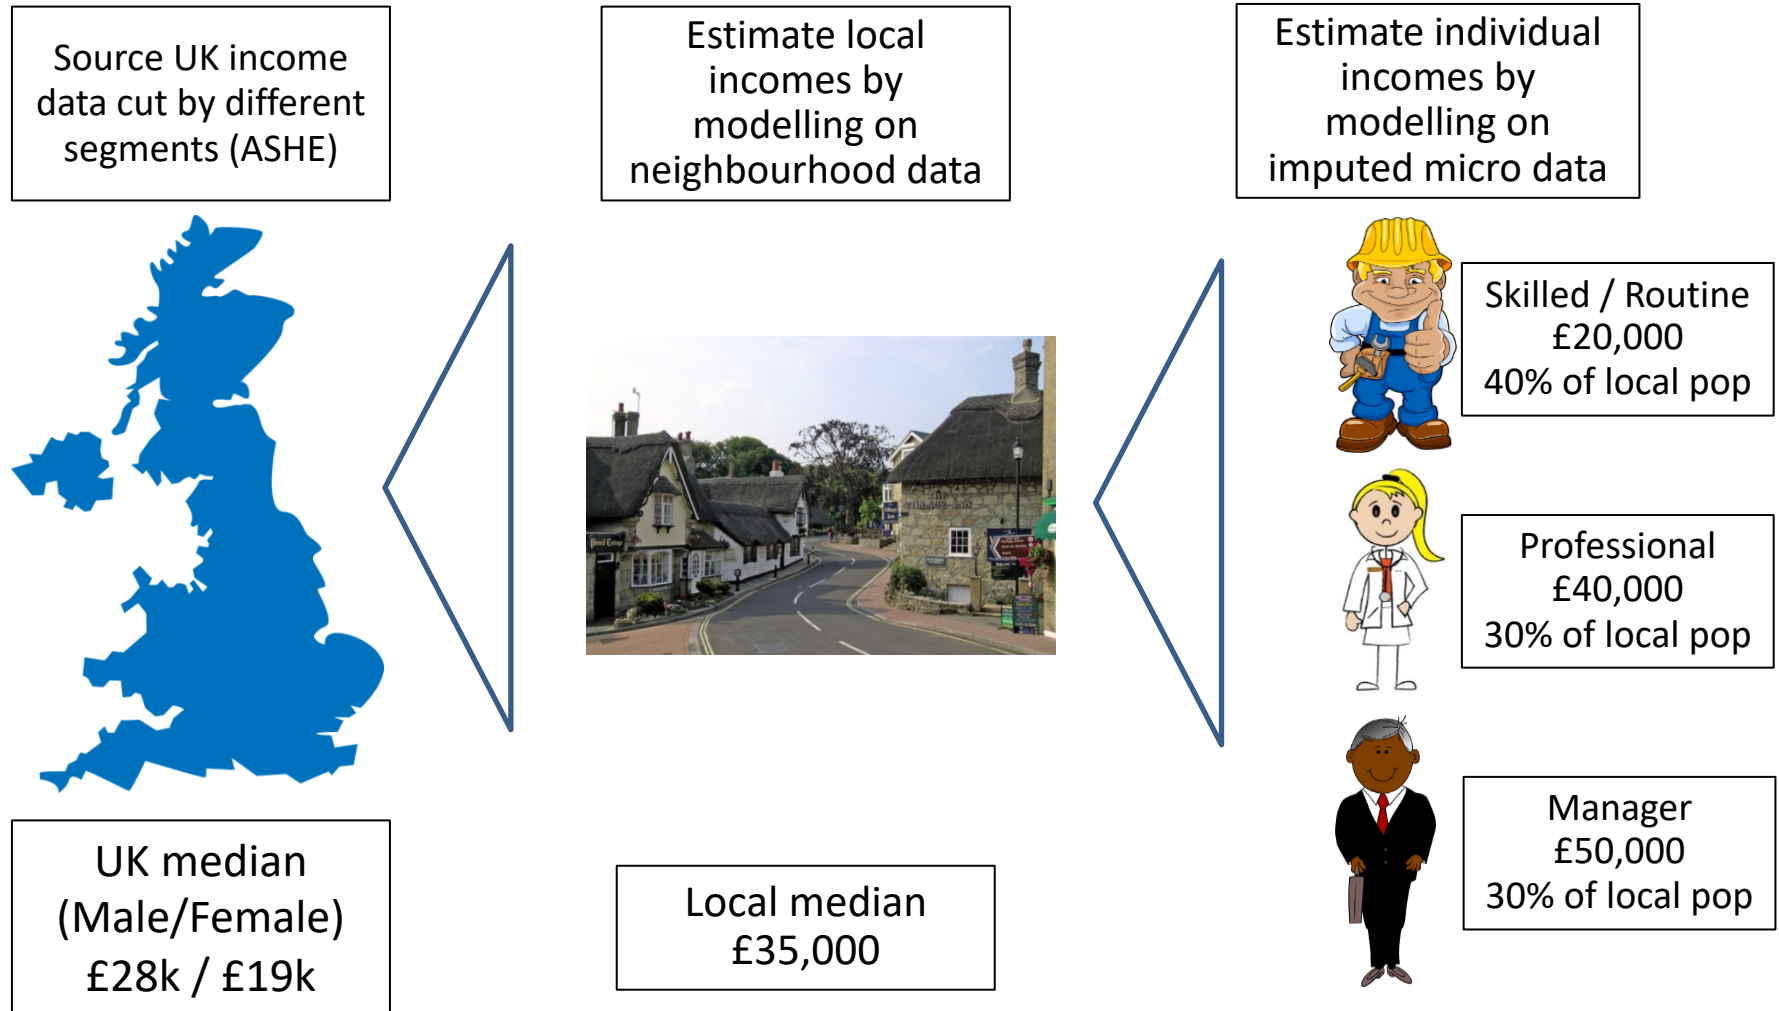 Source UK income
data cut by different
segments (ASHE)
UK median
(Male/Female)
£28k / £19k
Estimate local
incomes by
modelling on
neighbourhood data
Local median
£35,000
Estimate individual
incomes by
modelling on
imputed micro data
Skilled / Routine
£20,000
40% of local pop
Professional
£40,000
30% of local pop
Manager
£50,000
30% of local pop